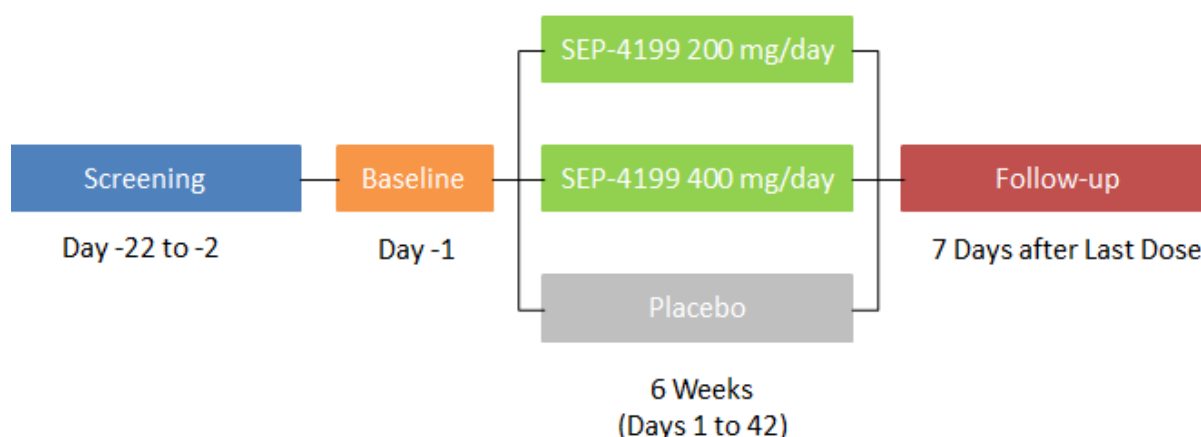 SEP-4199 200 mg/day
Screening
Baseline
SEP-4199 400 mg/day
Follow-up
Day -22 to -2
Day -1
7 Days after Last Dose
Placebo
6 Weeks
(Days 1 to 42)